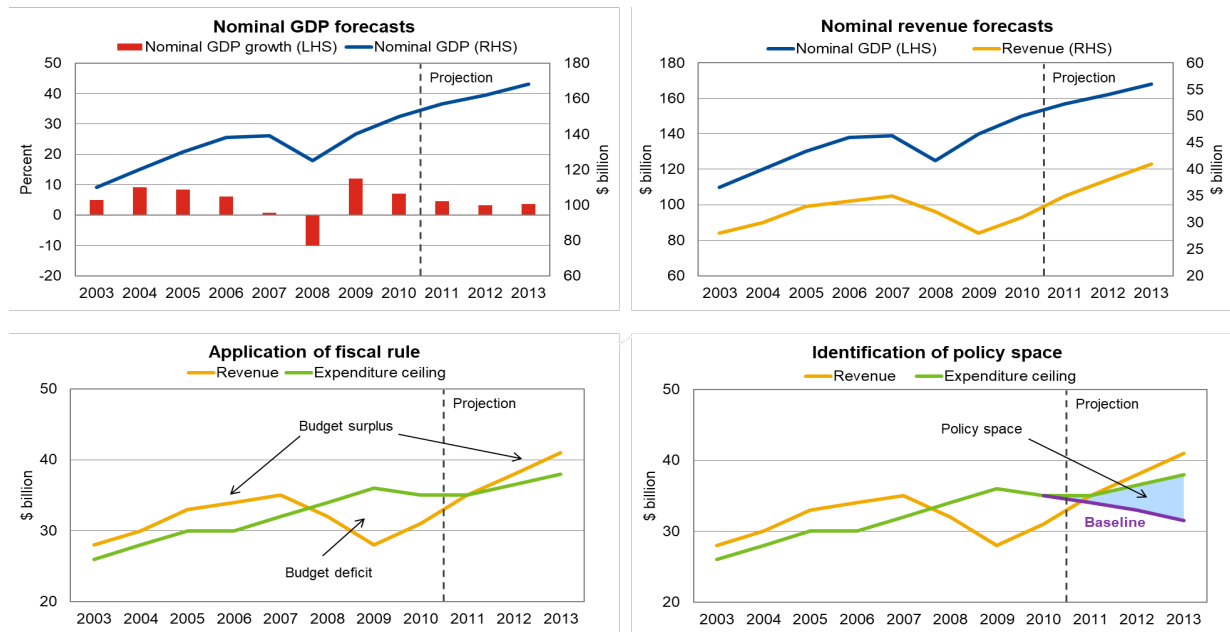 Nominal GDP forecasts
Nominal GDP growth (LHS) Nominal GDP (RHS)
50 180
Projection
40 160
30 140
20 120
10
0 100
-10 80
-20 60
Percent
$ billion
2003 2004 2005 2006 2007 2008 2009 2010 2011 2012 2013
Nominal revenue forecasts
Nominal GDP (LHS) Revenue (RHS)
180 60
Projection
55
160 50
140 45
120 40
35
100 30
80 25
60 20
$ billion
$ billion
2003 2004 2005 2006 2007 2008 2009 2010 2011 2012 2013
Application of fiscal rule
Revenue Expenditure ceiling
50
Projection
Budget surplus
40
30
Budget deficit
20
$ billion
2003 2004 2005 2006 2007 2008 2009 2010 2011 2012 2013
Identification of policy space
Revenue Expenditure ceiling
50
Projection
Policy space
40
Baseline
30
20
$ billion
2003 2004 2005 2006 2007 2008 2009 2010 2011 2012 2013